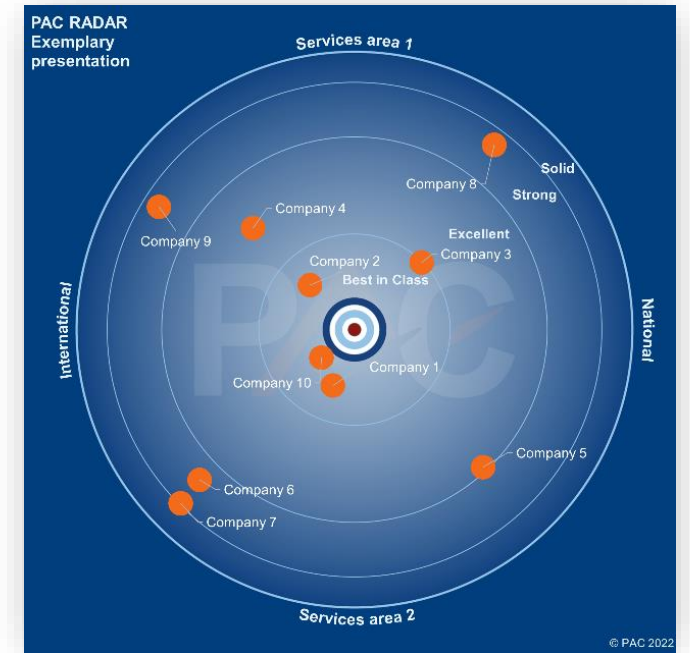 PAC RADAR
Exemplary
presentation
Services area 1
Solid
Company 8
Strong
Company 4
Excellent
Company 9
Company 3
Company 2
Best in Class
PAC
International
National
Company 1
Company 10
Company 5
Company 6
Company 7
Services area 2
© PAC 2022